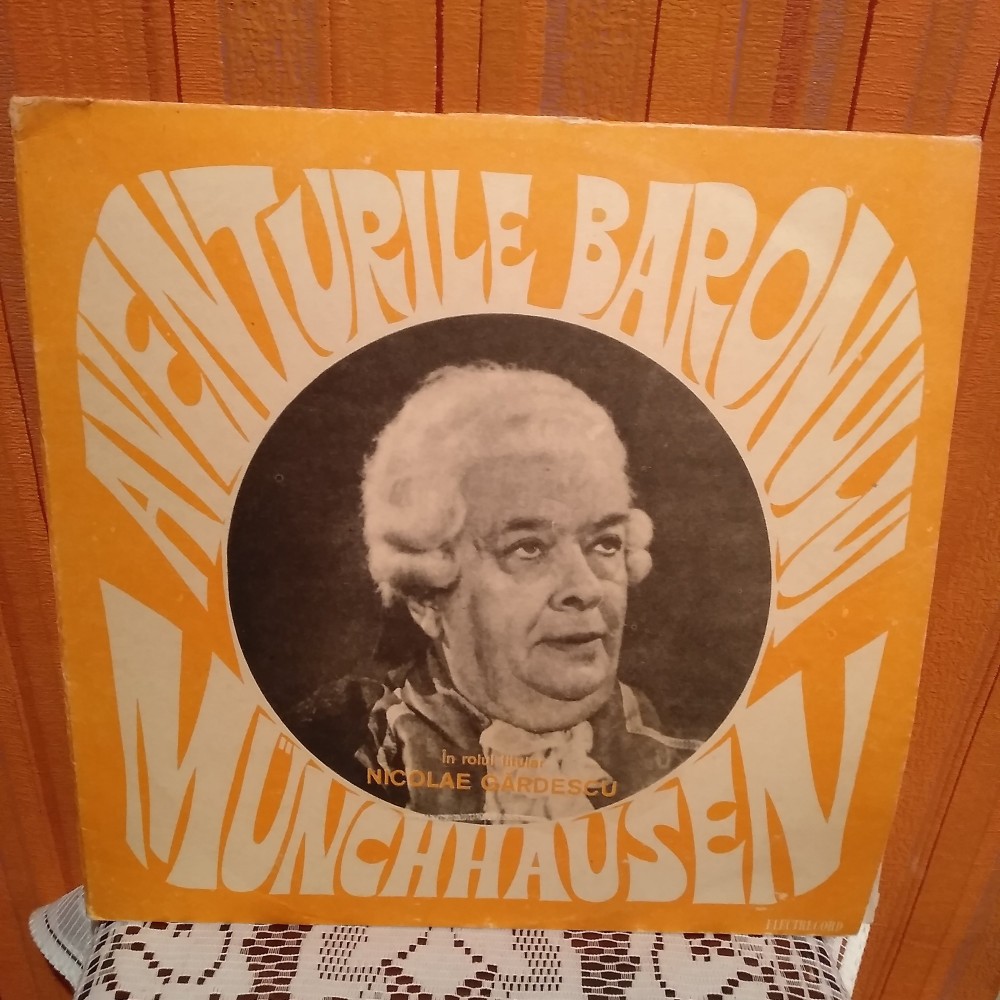 AVENTURILE BARONULUI
În rolul titular
NICOLAE GĂRDESCU
MÜNCHHAUSEN
ELECTRECORD